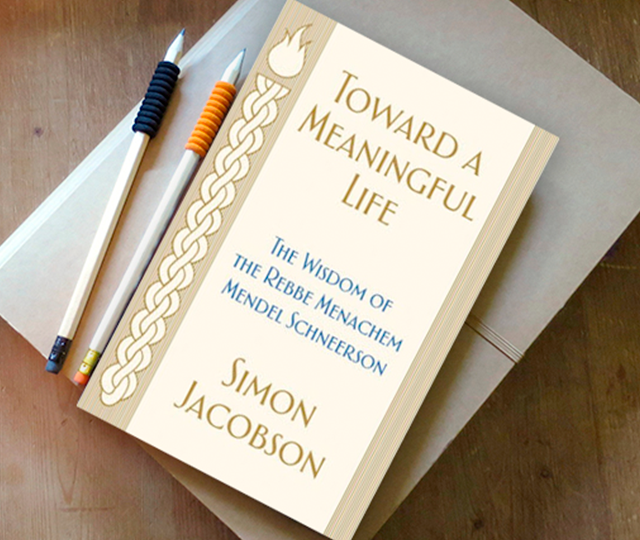 TOWARD A
MEANINGFUL
LIFE
THE WISDOM OF
THE REBBE MENACHEM
MENDEL SCHNEERSON
SIMON
JACOBSON